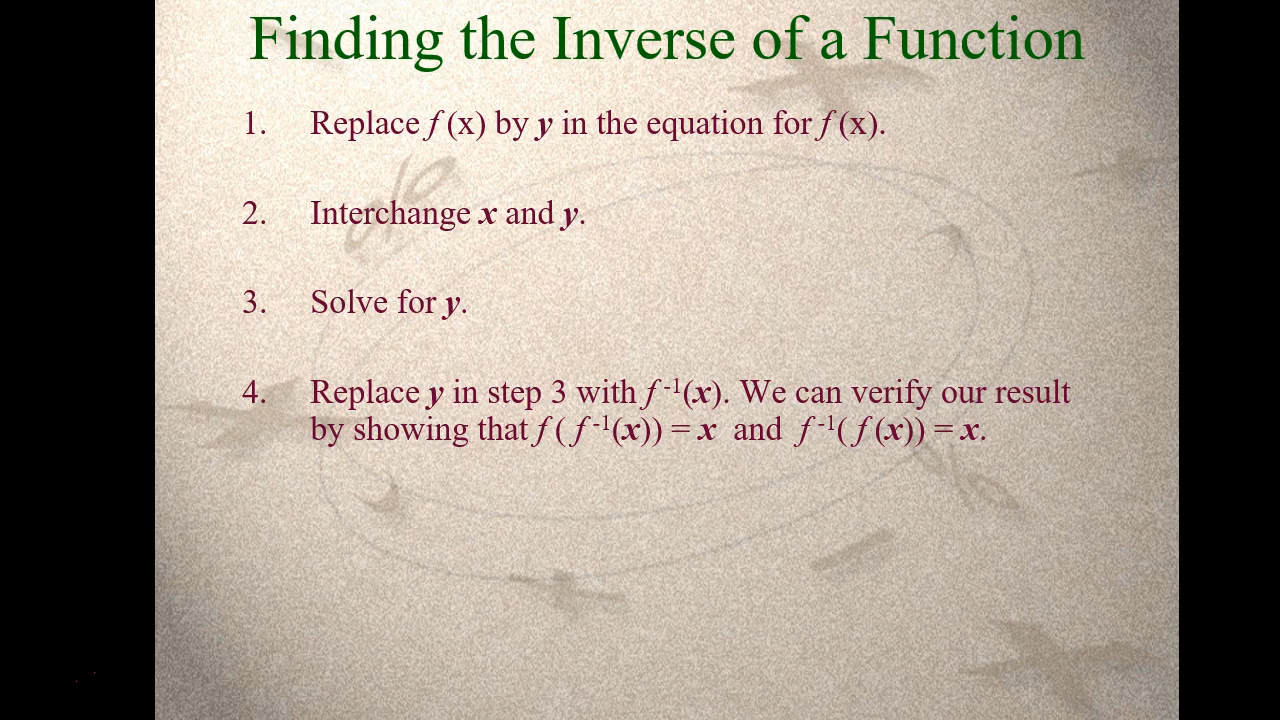 Finding the Inverse of a Function
1. Replace f (x) by y in the equation for f (x).
2. Interchange x and y.
3. Solve for y.
4. Replace y in step 3 with f -1(x). We can verify our result
by showing that f ( f -1(x)) = x and f -1( f (x)) = x.